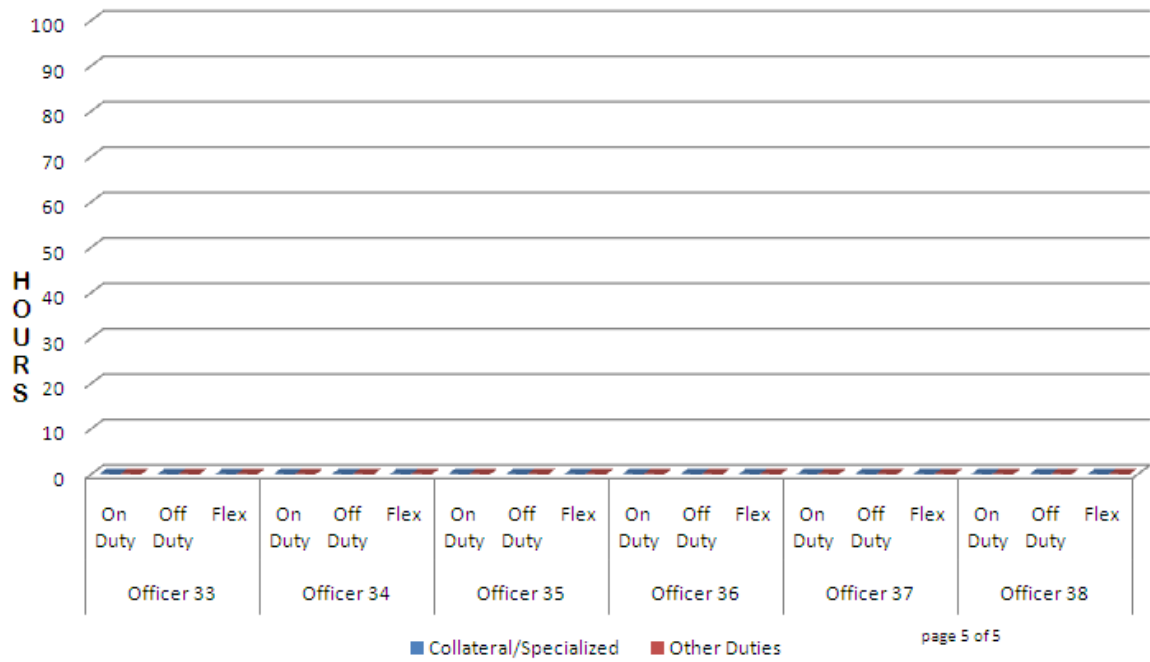 100
90
80
70
60
50
40
30
20
10
0
HOURS
On Duty Off Duty Flex On Duty Off Duty Flex On Duty Off Duty Flex On Duty Off Duty Flex On Duty Off Duty Flex On Duty Off Duty Flex
Officer 33 Officer 34 Officer 35 Officer 36 Officer 37 Officer 38
Collateral/Specialized Other Duties
page 5 of 5